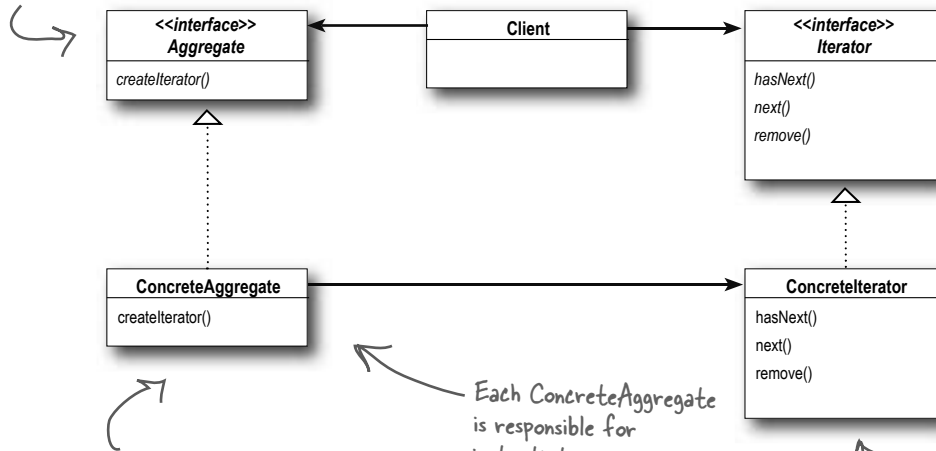 <<interface>>
Aggregate
createIterator()
Client
<<interface>>
Iterator
hasNext()
next()
remove()
ConcreteAggregate
createIterator()
ConcreteIterator
hasNext()
next()
remove()
Each ConcreteAggregate
is responsible for